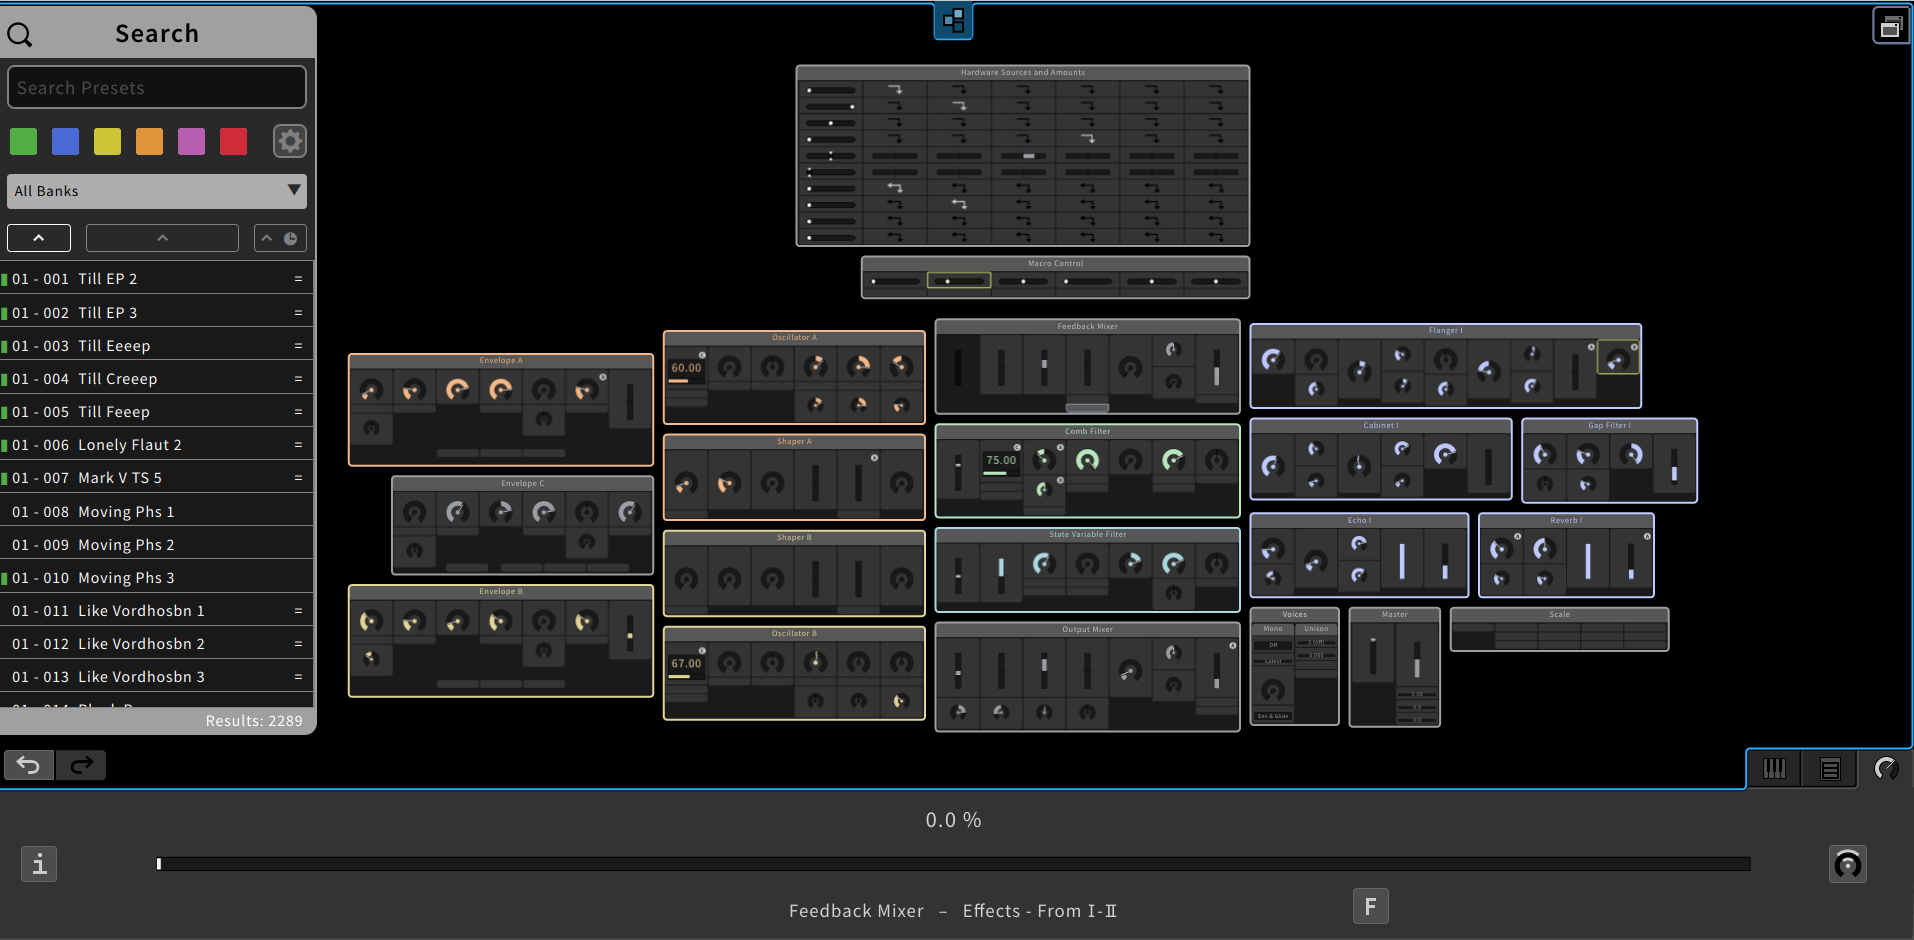 Search
Search Presets
All Banks
01 - 001 Till EP 2 =
01 - 002 Till EP 3 =
01 - 003 Till Eeeep =
01 - 004 Till Creeep =
01 - 005 Till Feeep =
01 - 006 Lonely Flaut 2 =
01 - 007 Mark V TS 5 =
01 - 008 Moving Phs 1
01 - 009 Moving Phs 2
01 - 010 Moving Phs 3
01 - 011 Like Vordhosbn 1 =
01 - 012 Like Vordhosbn 2 =
01 - 013 Like Vordhosbn 3 =
Results: 2289
Hardware Sources and Amounts
Macro Control
Envelope A
Envelope C
Envelope B
Oscillator A
60.00
C
Shaper A
A
Shaper B
Oscillator B
67.00
C
Feedback Mixer
Comb Filter
75.00
C
A
D
State Variable Filter
Output Mixer
A
Flanger I
A
Cabinet I
Gap Filter I
Echo I
Reverb I
A
A
Voices
Mono
Unison
Off
Latest
Env & Glide
Master
Scale
0.0 %
i
Feedback Mixer – Effects - From I-II
F